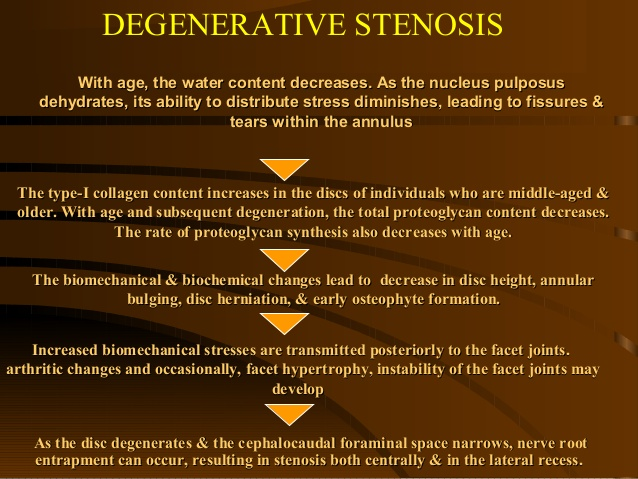 DEGENERATIVE STENOSIS
With age, the water content decreases. As the nucleus pulposus
dehydrates, its ability to distribute stress diminishes, leading to fissures &
tears within the annulus
The type-I collagen content increases in the discs of individuals who are middle-aged &
older. With age and subsequent degeneration, the total proteoglycan content decreases.
The rate of proteoglycan synthesis also decreases with age.
The biomechanical & biochemical changes lead to decrease in disc height, annular
bulging, disc herniation, & early osteophyte formation.
Increased biomechanical stresses are transmitted posteriorly to the facet joints.
arthritic changes and occasionally, facet hypertrophy, instability of the facet joints may
develop
As the disc degenerates & the cephalocaudal foraminal space narrows, nerve root
entrapment can occur, resulting in stenosis both centrally & in the lateral recess.